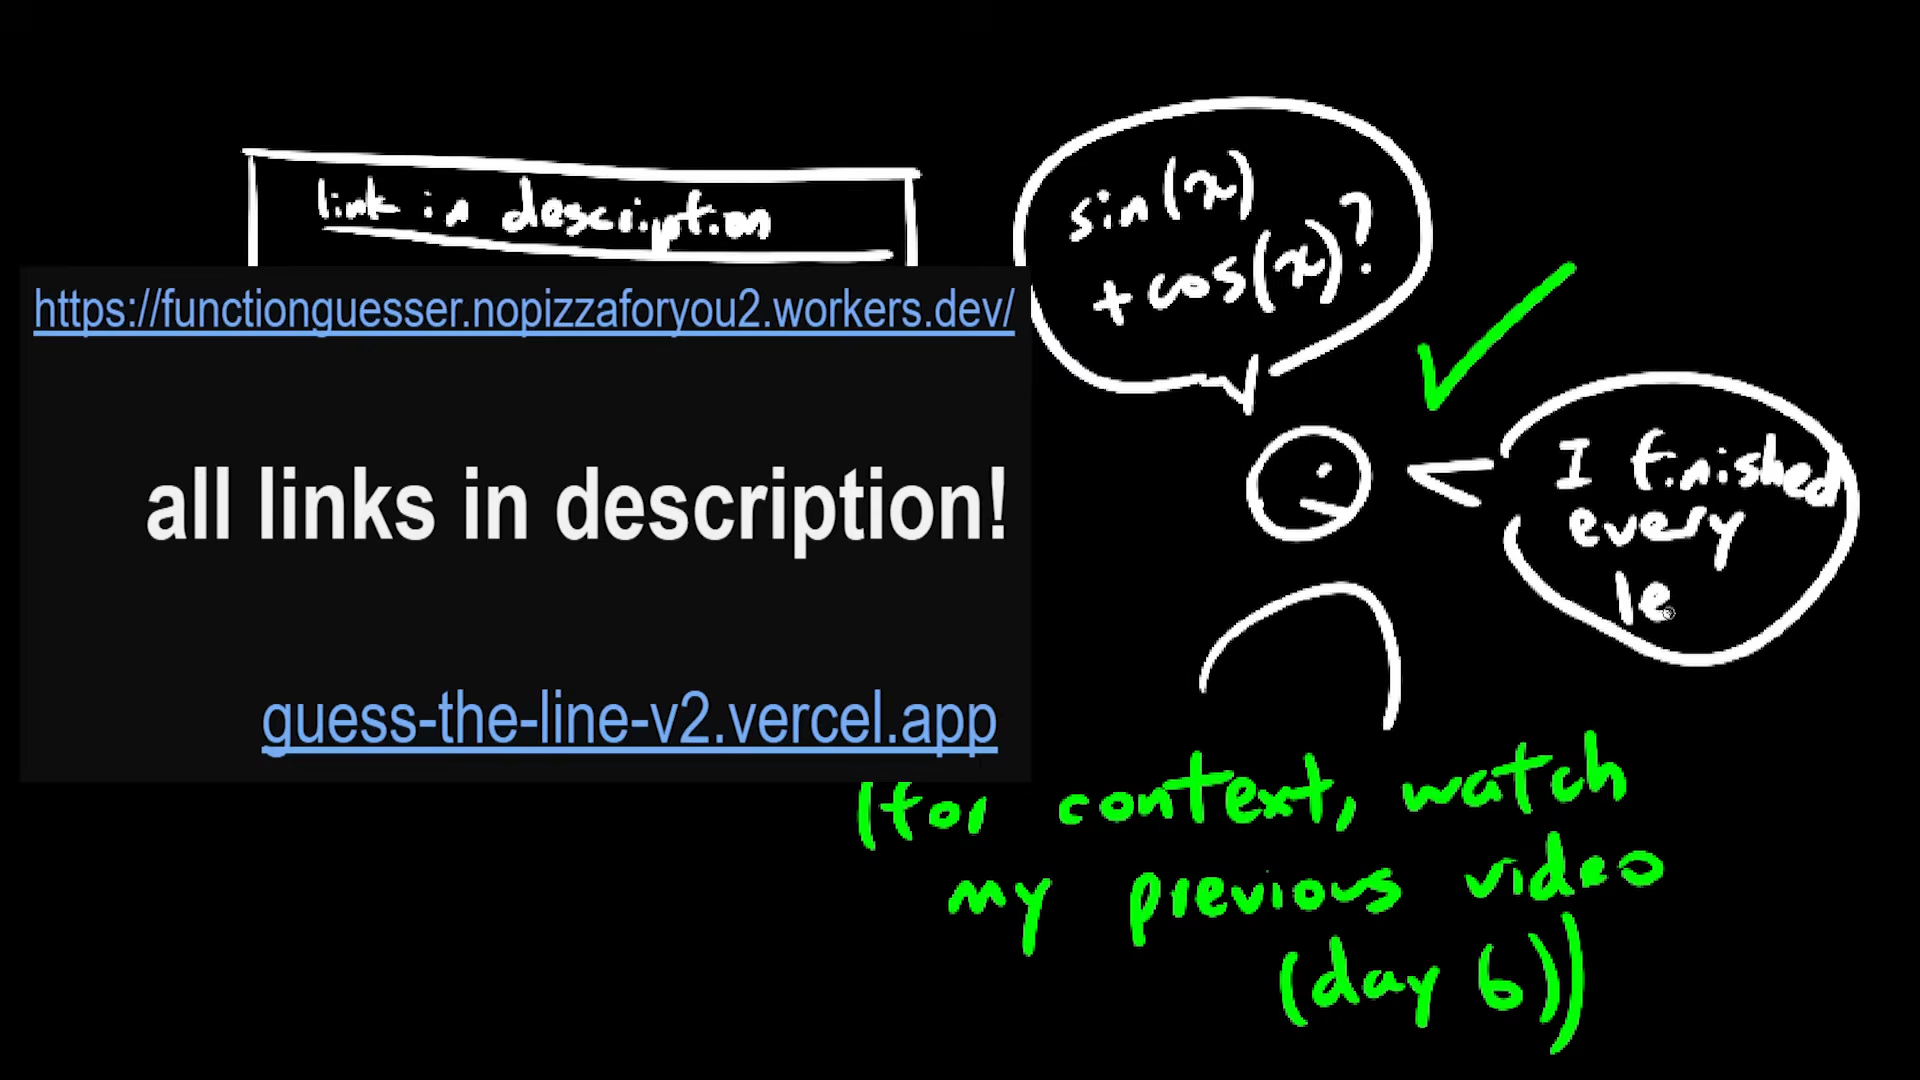 link in description
https://functionguesser.nopizzaforyou2.workers.dev/
all links in description!
guess-the-line-v2.vercel.app
sin(x)
+cos(x)?
I finished
every
le
(for context, watch
my previous video
(day 6))